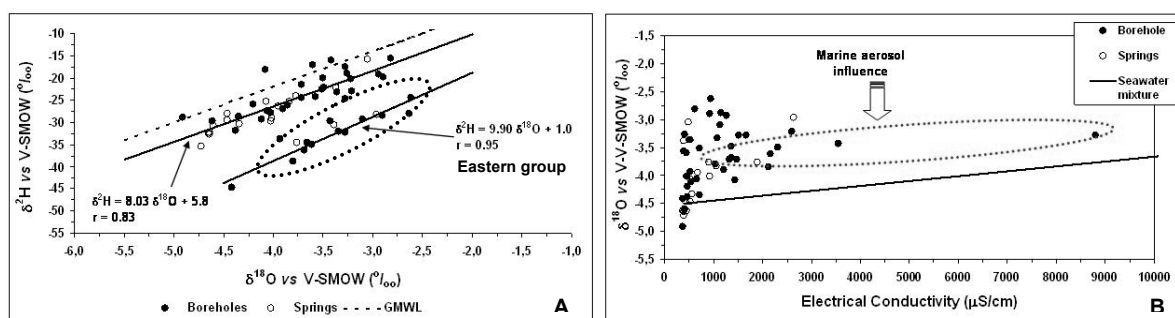 -10
-15
-20
-25
-30
-35
-40
-45
-50
-55
δ²H vs V-SMOW (°/₀₀)
δ²H = 9.90 δ¹⁸O + 1.0
r = 0.95
Eastern group
δ²H = 8.03 δ¹⁸O + 5.8
r = 0.83
-6,0 -5,5 -5,0 -4,5 -4,0 -3,5 -3,0 -2,5 -2,0 -1,5 -1,0
δ¹⁸O vs V-SMOW (°/₀₀)
Boreholes Springs GMWL
A
-1,5
-2,0
-2,5
-3,0
-3,5
-4,0
-4,5
-5,0
-5,5
δ¹⁸O vs V-V-SMOW (°/₀₀)
Marine aerosol
influence
Borehole
Springs
Seawater
mixture
0 1000 2000 3000 4000 5000 6000 7000 8000 9000 10000
Electrical Conductivity (µS/cm)
B